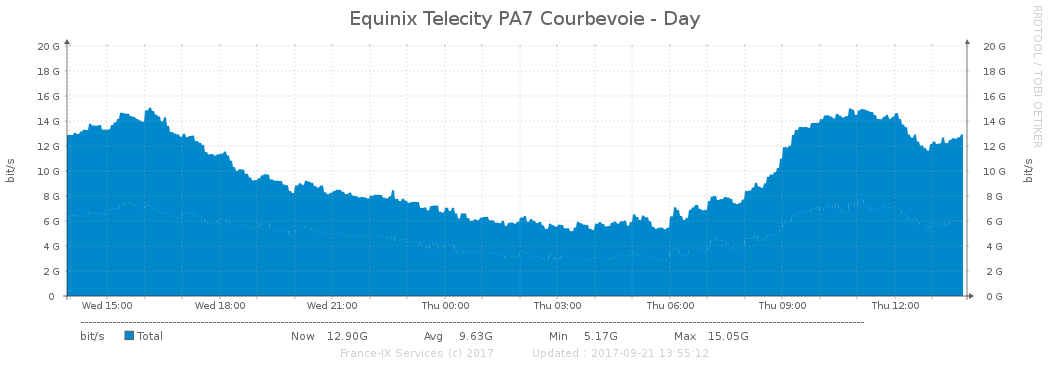 Equinix Telecity PA7 Courbevoie - Day
RRDTOOL / TOBI OETIKER
bit/s
20 G 20 G
18 G 18 G
16 G 16 G
14 G 14 G
12 G 12 G
10 G 10 G
8 G 8 G
6 G 6 G
4 G 4 G
2 G 2 G
0 0 G
bit/s
Wed 15:00 Wed 18:00 Wed 21:00 Thu 00:00 Thu 03:00 Thu 06:00 Thu 09:00 Thu 12:00
bit/s Total Now 12.90G Avg 9.63G Min 5.17G Max 15.05G
France-IX Services (c) 2017 Updated : 2017-09-21 13:55:12